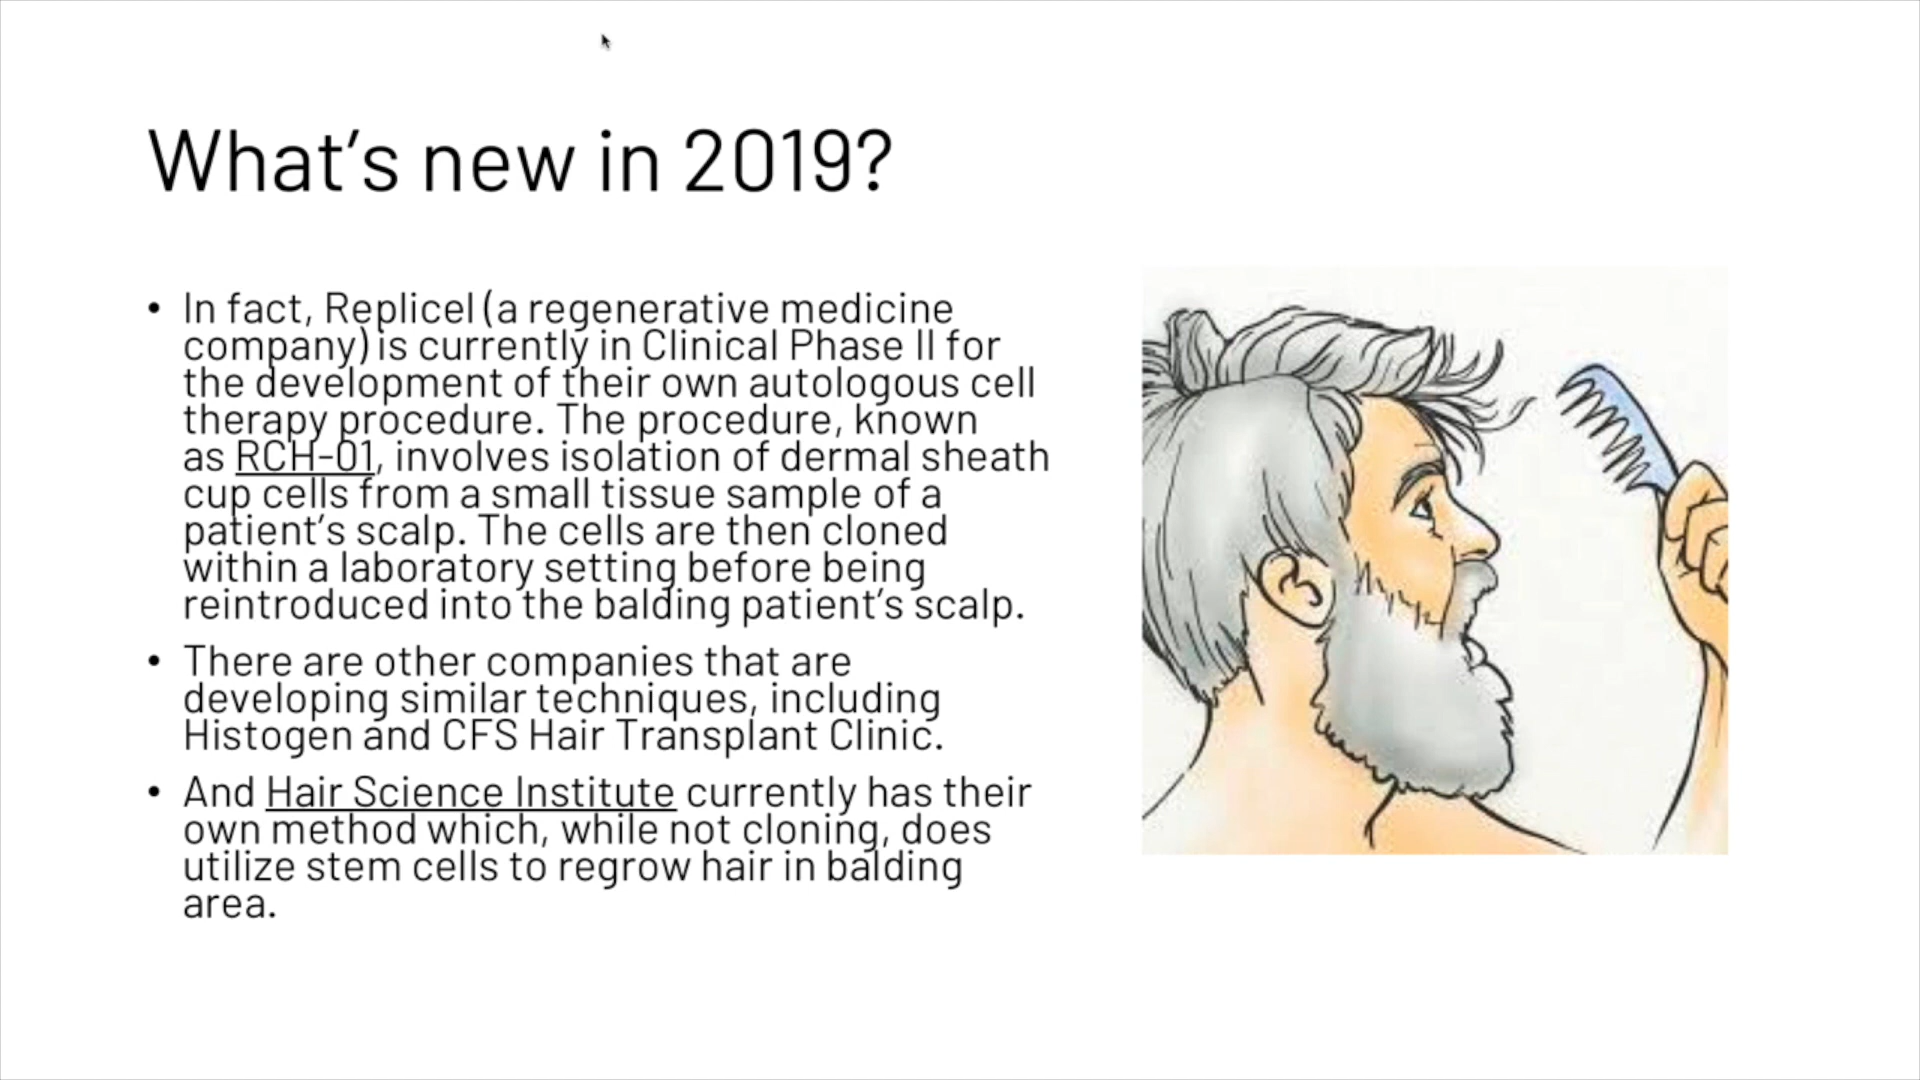 What’s new in 2019?
• In fact, Replicel (a regenerative medicine
company) is currently in Clinical Phase II for
the development of their own autologous cell
therapy procedure. The procedure, known
as RCH-01, involves isolation of dermal sheath
cup cells from a small tissue sample of a
patient’s scalp. The cells are then cloned
within a laboratory setting before being
reintroduced into the balding patient’s scalp.
• There are other companies that are
developing similar techniques, including
Histogen and CFS Hair Transplant Clinic.
• And Hair Science Institute currently has their
own method which, while not cloning, does
utilize stem cells to regrow hair in balding
area.